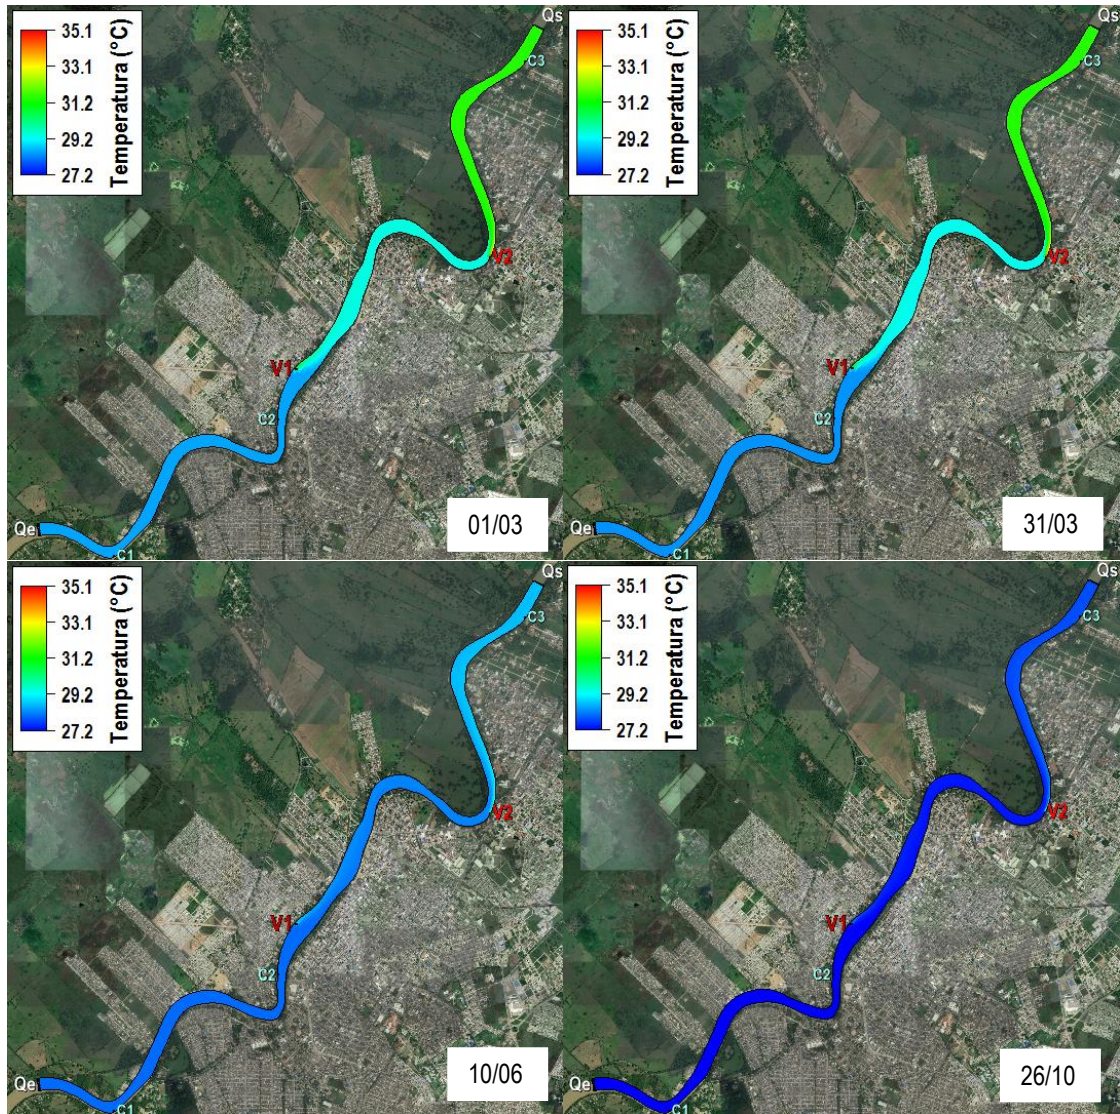 35.1
33.1
31.2
29.2
27.2
Temperatura (°C)
Qs
C3
V2
V1
C2
Qe
C1
01/03
35.1
33.1
31.2
29.2
27.2
Temperatura (°C)
Qs
C3
V2
V1
C2
Qe
C1
31/03
35.1
33.1
31.2
29.2
27.2
Temperatura (°C)
Qs
C3
V2
V1
C2
Qe
C1
10/06
35.1
33.1
31.2
29.2
27.2
Temperatura (°C)
Qs
C3
V2
V1
C2
Qe
C1
26/10